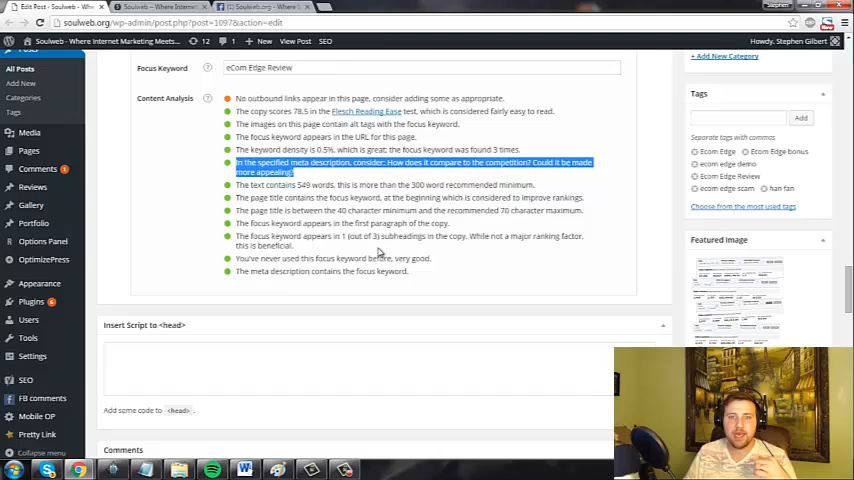 Edit Post - Soulweb - Wh
Soulweb – Where Interne
(1) Soulweb.org - Where I
Stephen
soulweb.org/wp-admin/post.php?post=1097&action=edit
Soulweb - Where Internet Marketing Meets...
12
1
+ New
View Post
SEO
Howdy, Stephen Gilbert
Posts
All Posts
Add New
Categories
Tags
Media
Pages
Comments 1
Reviews
Gallery
Portfolio
Option Panel
OptimizePress
Appearance
Plugins 6
Users
Tools
Settings
SEO
FB comments
Mobile OP
Pretty Link
Focus Keyword
?
eCom Edge Review
Content Analysis
?
No outbound links appear in this page, consider adding some as appropriate.
The copy scores 78.5 in the Flesch Reading Ease test, which is considered fairly easy to read.
The images on this page contain alt tags with the focus keyword.
The focus keyword appears in the URL for this page.
The keyword density is 0.5%, which is great; the focus keyword was found 3 times.
In the specified meta description, consider: How does it compare to the competition? Could it be made
more appealing?
The text contains 549 words, this is more than the 300 word recommended minimum.
The page title contains the focus keyword, at the beginning which is considered to improve rankings.
The page title is between the 40 character minimum and the recommended 70 character maximum.
The focus keyword appears in the first paragraph of the copy.
The focus keyword appears in 1 (out of 3) subheadings in the copy. While not a major ranking factor,
this is beneficial.
You've never used this focus keyword before, very good.
The meta description contains the focus keyword.
Insert Script to <head>
Add some code to <head>.
Comments
+ Add New Category
Tags
Add
Separate tags with commas
Ecom Edge
Ecom Edge bonus
ecom edge demo
Ecom Edge Review
ecom edge scam
han fan
Choose from the most used tags
Featured Image